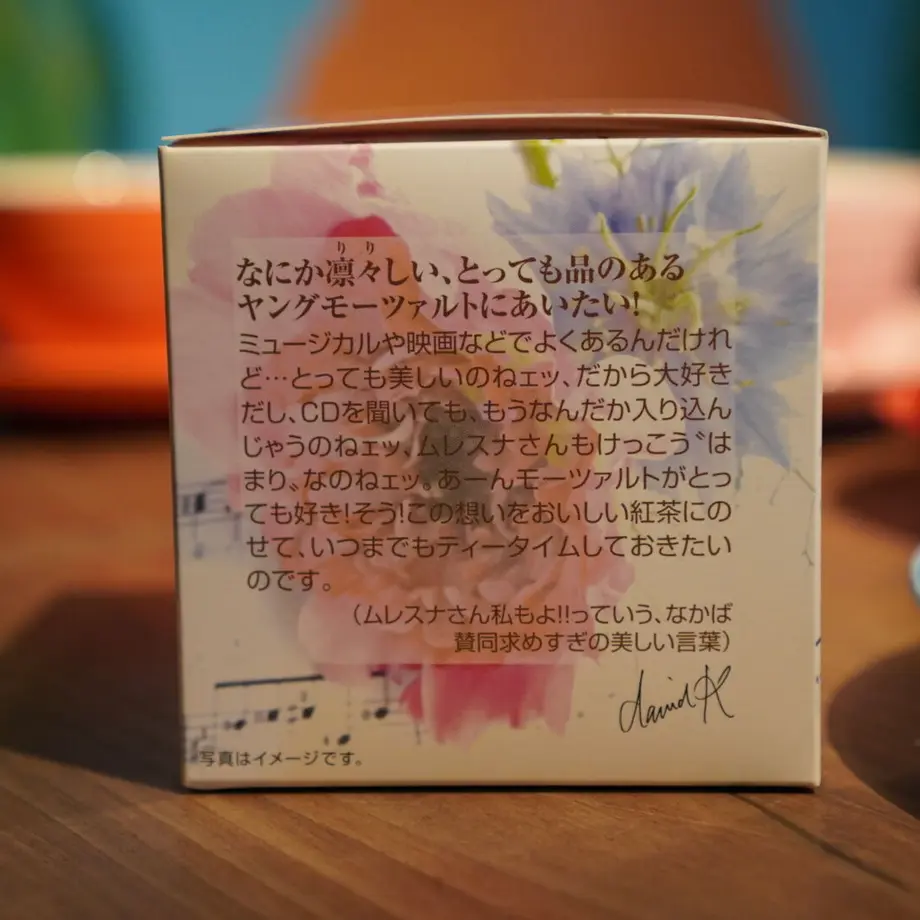 りり
なにか凛々しい、とっても品のある
ヤングモーツァルトにあいたい!
ミュージカルや映画などでよくあるんだけれ
ど…とっても美しいのねェッ、だから大好き
だし、CDを聞いても、もうなんだか入り込ん
じゃうのねェッ、ムレスナさんもけっこう〝は
まり〟なのねェッ。あーんモーツァルトがとっ
ても好き!そう!この想いをおいしい紅茶にの
せて、いつまでもティータイムしておきたい
のです。
(ムレスナさん私もよ!!っていう、なかば
賛同求めすぎの美しい言葉)
david K
写真はイメージです。